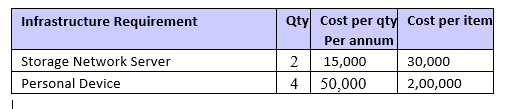 Infrastructure Requirement Qty Cost per qty Cost per item
Per annum
Storage Network Server 2 15,000 30,000
Personal Device 4 50,000 2,00,000